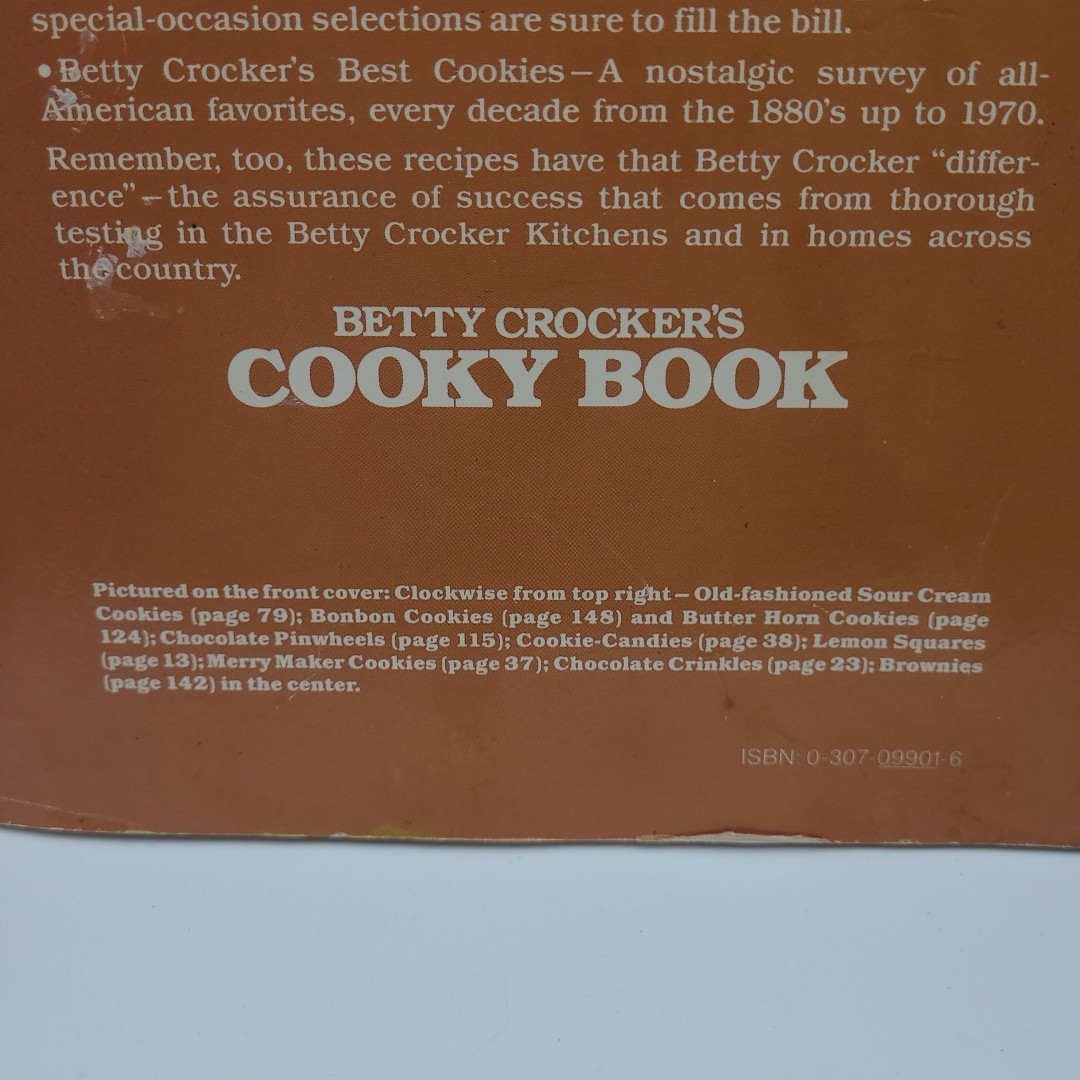 special-occasion selections are sure to fill the bill.
• Betty Crocker's Best Cookies—A nostalgic survey of all-
American favorites, every decade from the 1880's up to 1970.
Remember, too, these recipes have that Betty Crocker “differ-
ence”—the assurance of success that comes from thorough
testing in the Betty Crocker Kitchens and in homes across
the country.
BETTY CROCKER'S
COOKY BOOK
Pictured on the front cover: Clockwise from top right—Old-fashioned Sour Cream
Cookies (page 79); Bonbon Cookies (page 148) and Butter Horn Cookies (page
124); Chocolate Pinwheels (page 115); Cookie-Candies (page 38); Lemon Squares
(page 13); Merry Maker Cookies (page 37); Chocolate Crinkles (page 23); Brownies
(page 142) in the center.
ISBN: 0-307-09901-6